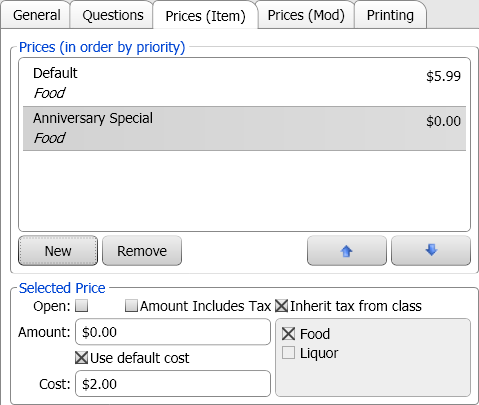 General Questions Prices (Item) Prices (Mod) Printing
Prices (in order by priority)
Default $5.99
Food
Anniversary Special $0.00
Food
New Remove
Selected Price
Open: Amount Includes Tax Inherit tax from class
Amount: $0.00 Food
Use default cost Liquor
Cost: $2.00